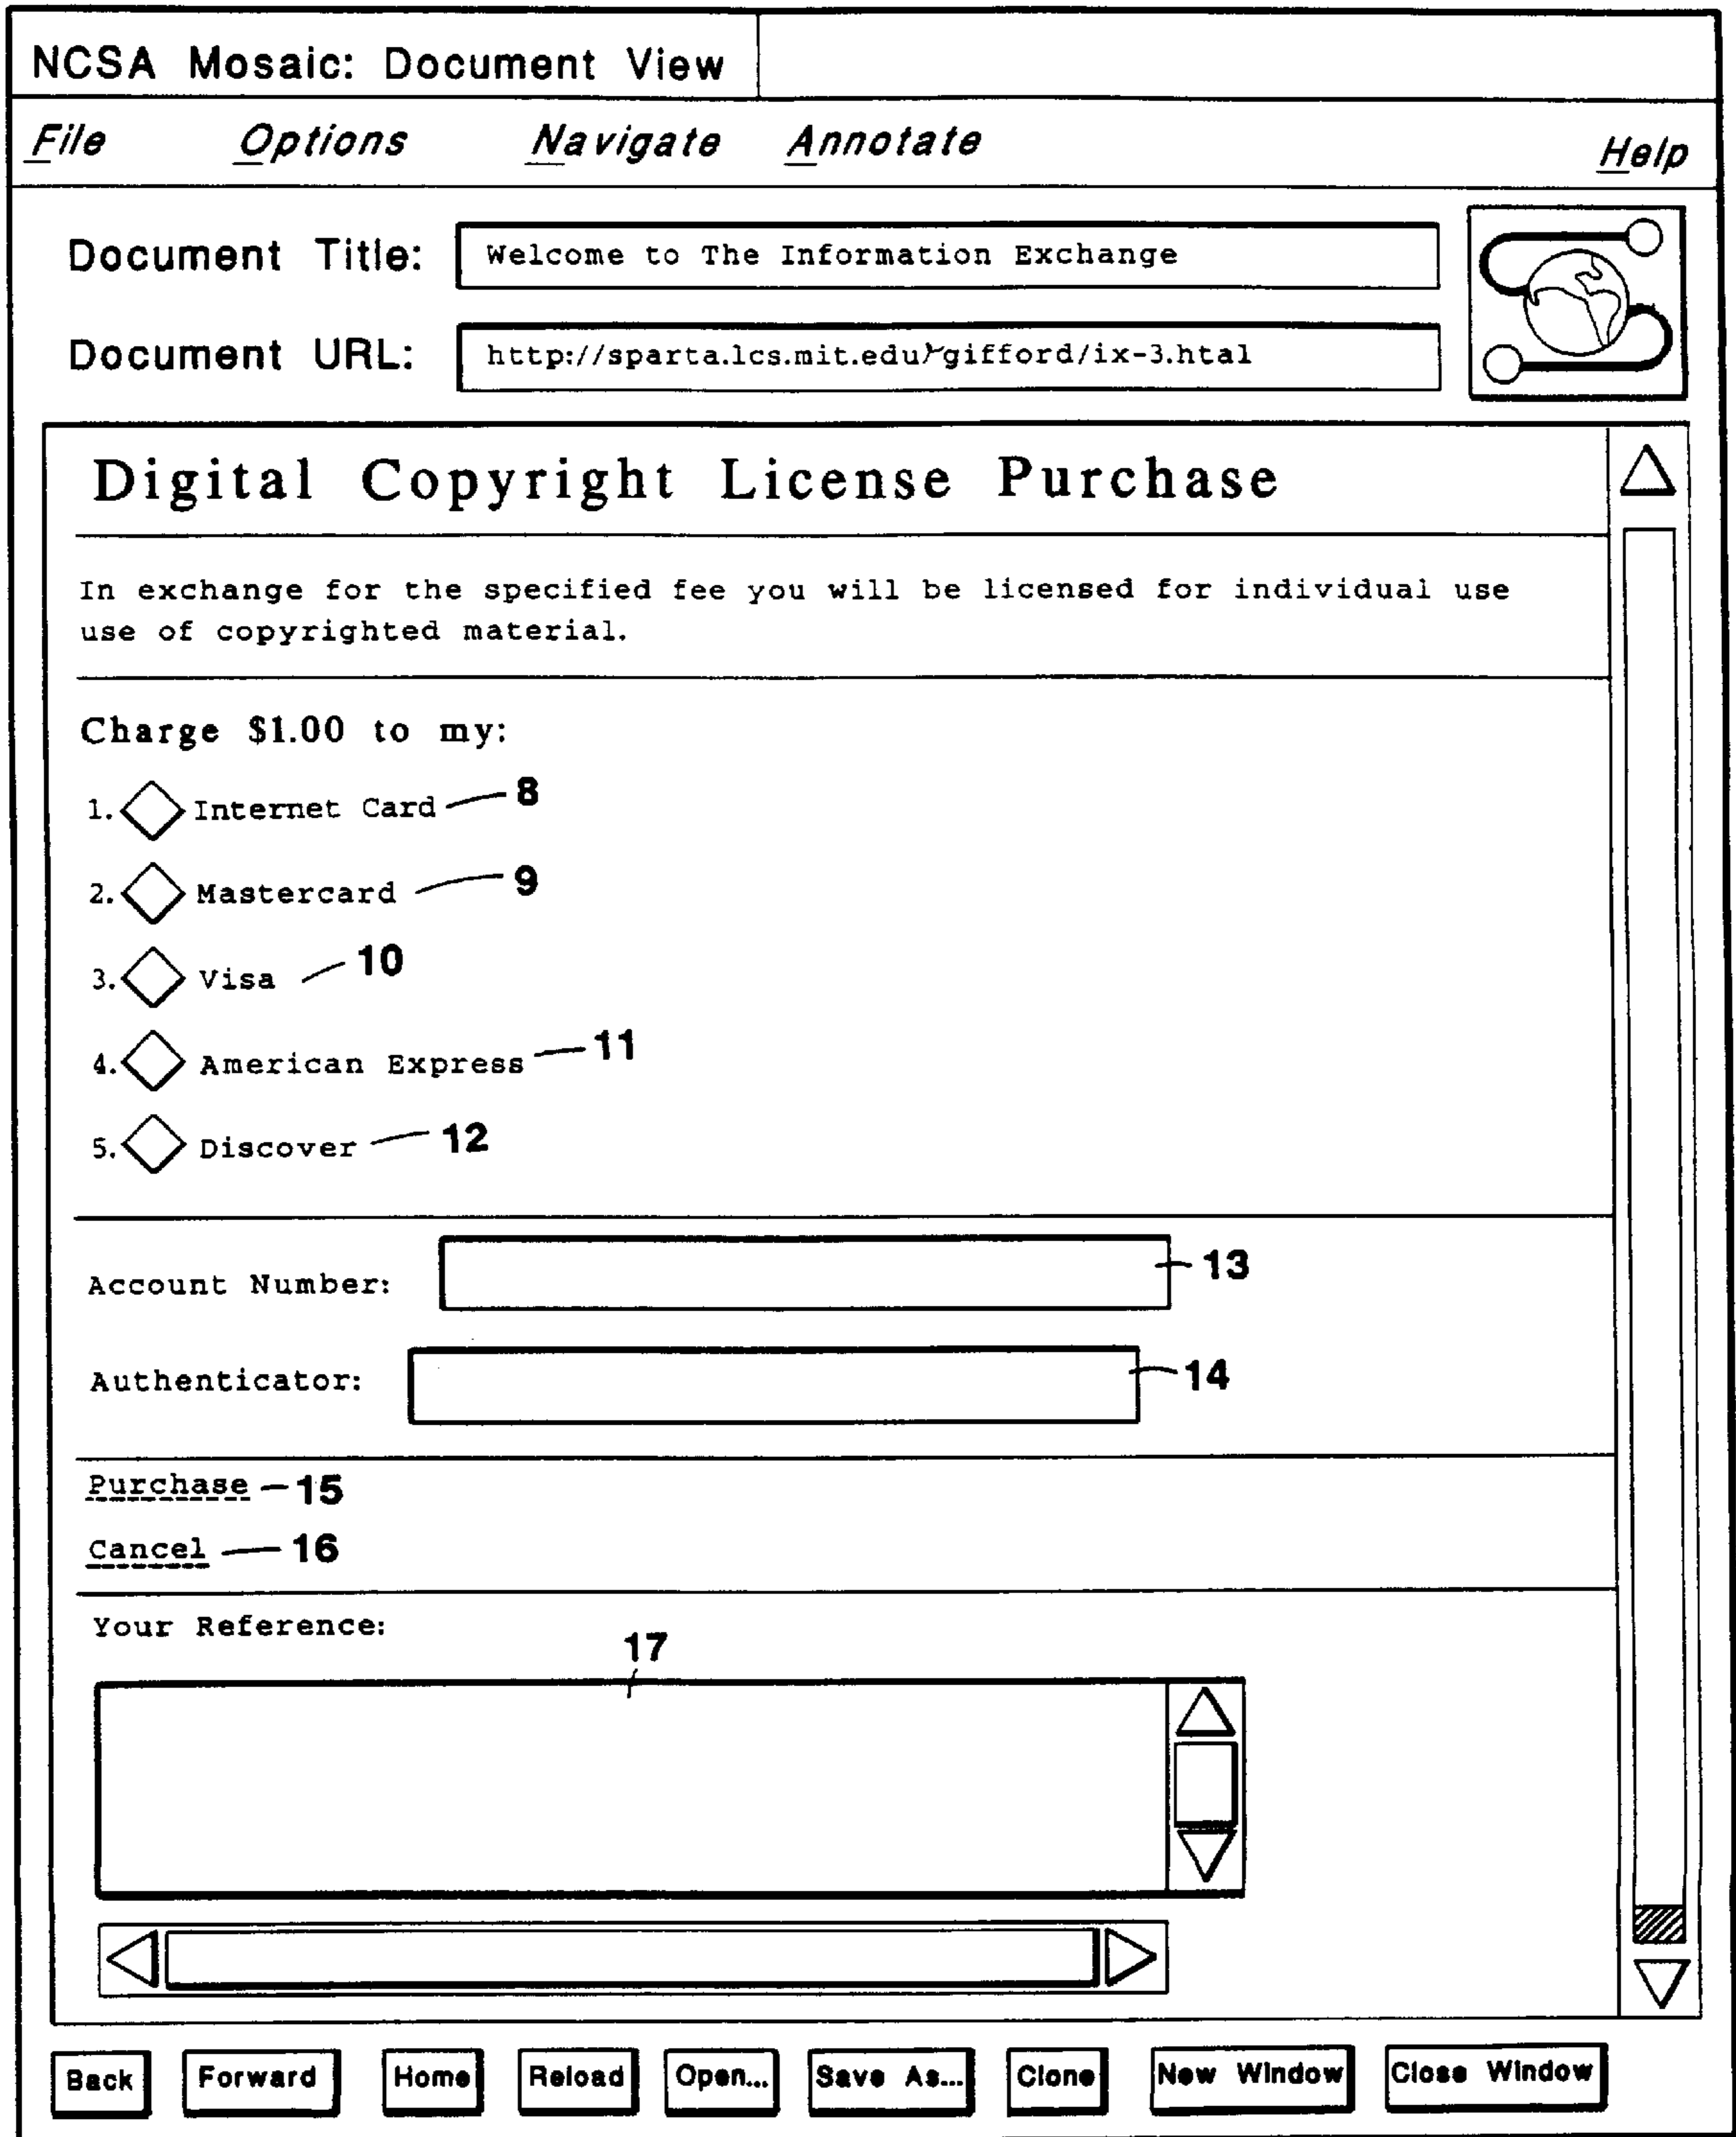 NCSA Mosaic: Document View
File Options Navigate Annotate Help
Document Title: Welcome to The Information Exchange
Document URL: http://sparta.lcs.mit.edu/~gifford/ix-3.htal
Digital Copyright License Purchase
In exchange for the specified fee you will be licensed for individual use
use of copyrighted material.
Charge $1.00 to my:
1. Internet Card 8
2. Mastercard 9
3. Visa 10
4. American Express 11
5. Discover 12
Account Number: 13
Authenticator: 14
Purchase 15
Cancel 16
Your Reference:
17
Back Forward Home Reload Open... Save As... Clone New Window Close Window